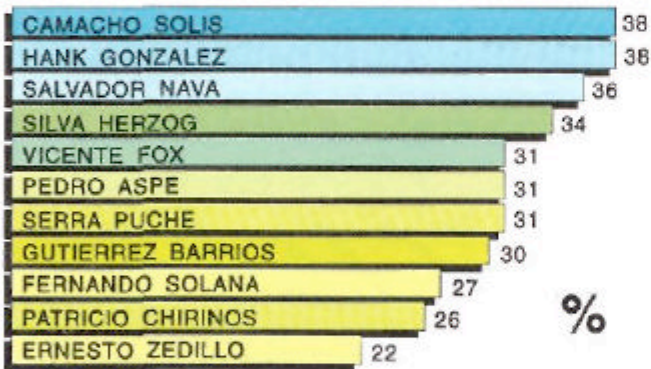 CAMACHO SOLIS 38
HANK GONZALEZ 38
SALVADOR NAVA 36
SILVA HERZOG 34
VICENTE FOX 31
PEDRO ASPE 31
SERRA PUCHE 31
GUTIERREZ BARRIOS 30
FERNANDO SOLANA 27
PATRICIO CHIRINOS 26
%
ERNESTO ZEDILLO 22